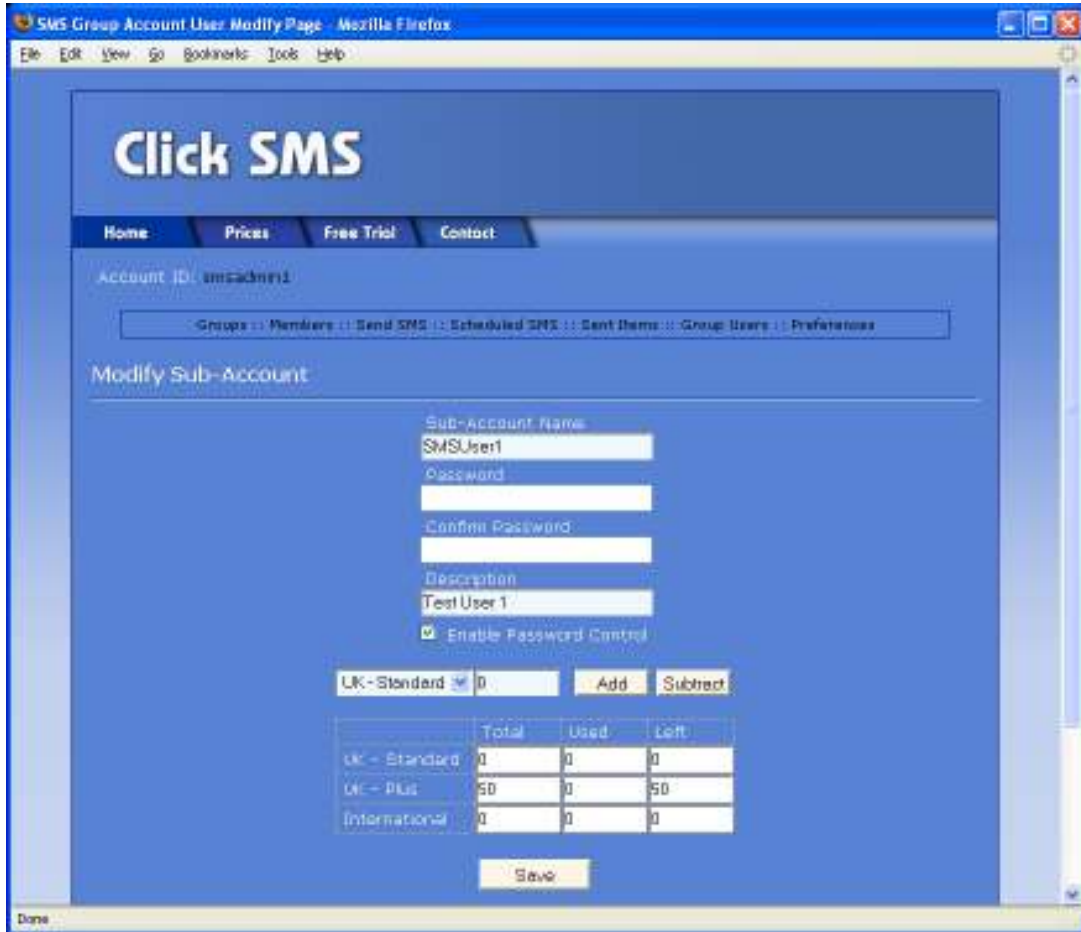 SMS Group Account User Modify Page - Mozilla Firefox
File Edit View Go Bookmarks Tools Help
Click SMS
Home Prices Free Trial Contact
Account ID: smsadmin1
Groups :: Members :: Send SMS :: Scheduled SMS :: Sent Items :: Group Users :: Preferences
Modify Sub-Account
Sub-Account Name
SMSUser1
Password
Confirm Password
Description
Test User 1
Enable Password Control
UK - Standard 0 Add Subtract
Total Used Left
UK - Standard 0 0 0
UK - Plus 50 0 50
International 0 0 0
Save
Done